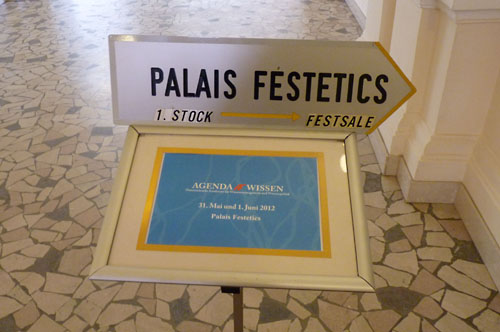 PALAIS FÉSTETICS
1. STOCK FESTSALE
AGENDA WISSEN
31. Mai und 1. Juni 2012
Palais Festetics